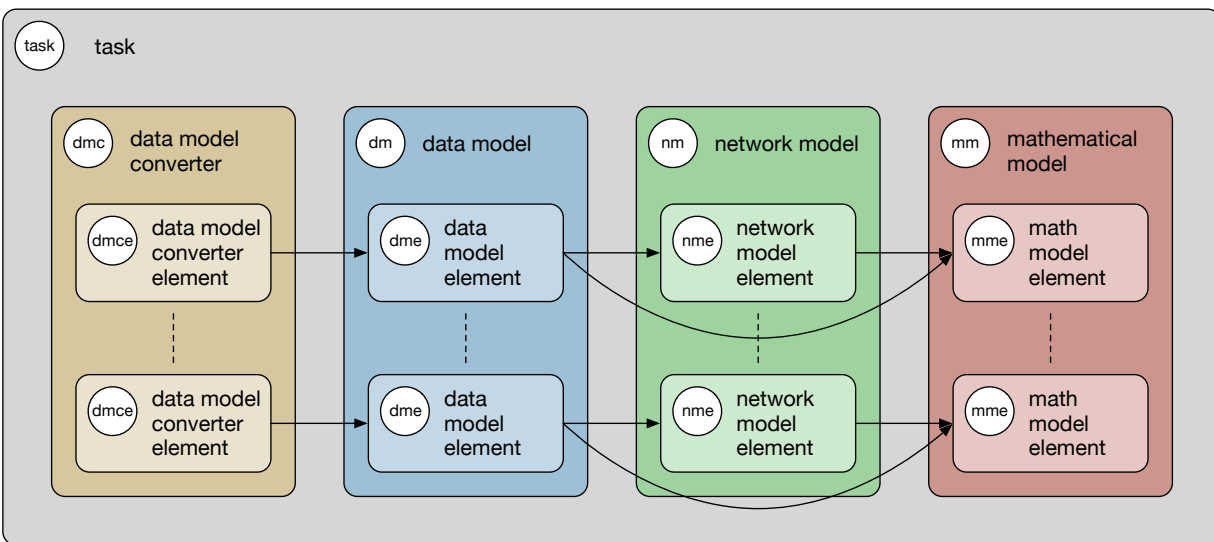 task
task
dmc
data model
converter
dmce
data model
converter
element
dmce
data model
converter
element
dm
data model
dme
data
model
element
dme
data
model
element
nm
network model
nme
network
model
element
nme
network
model
element
mm
mathematical
model
mme
math
model
element
mme
math
model
element